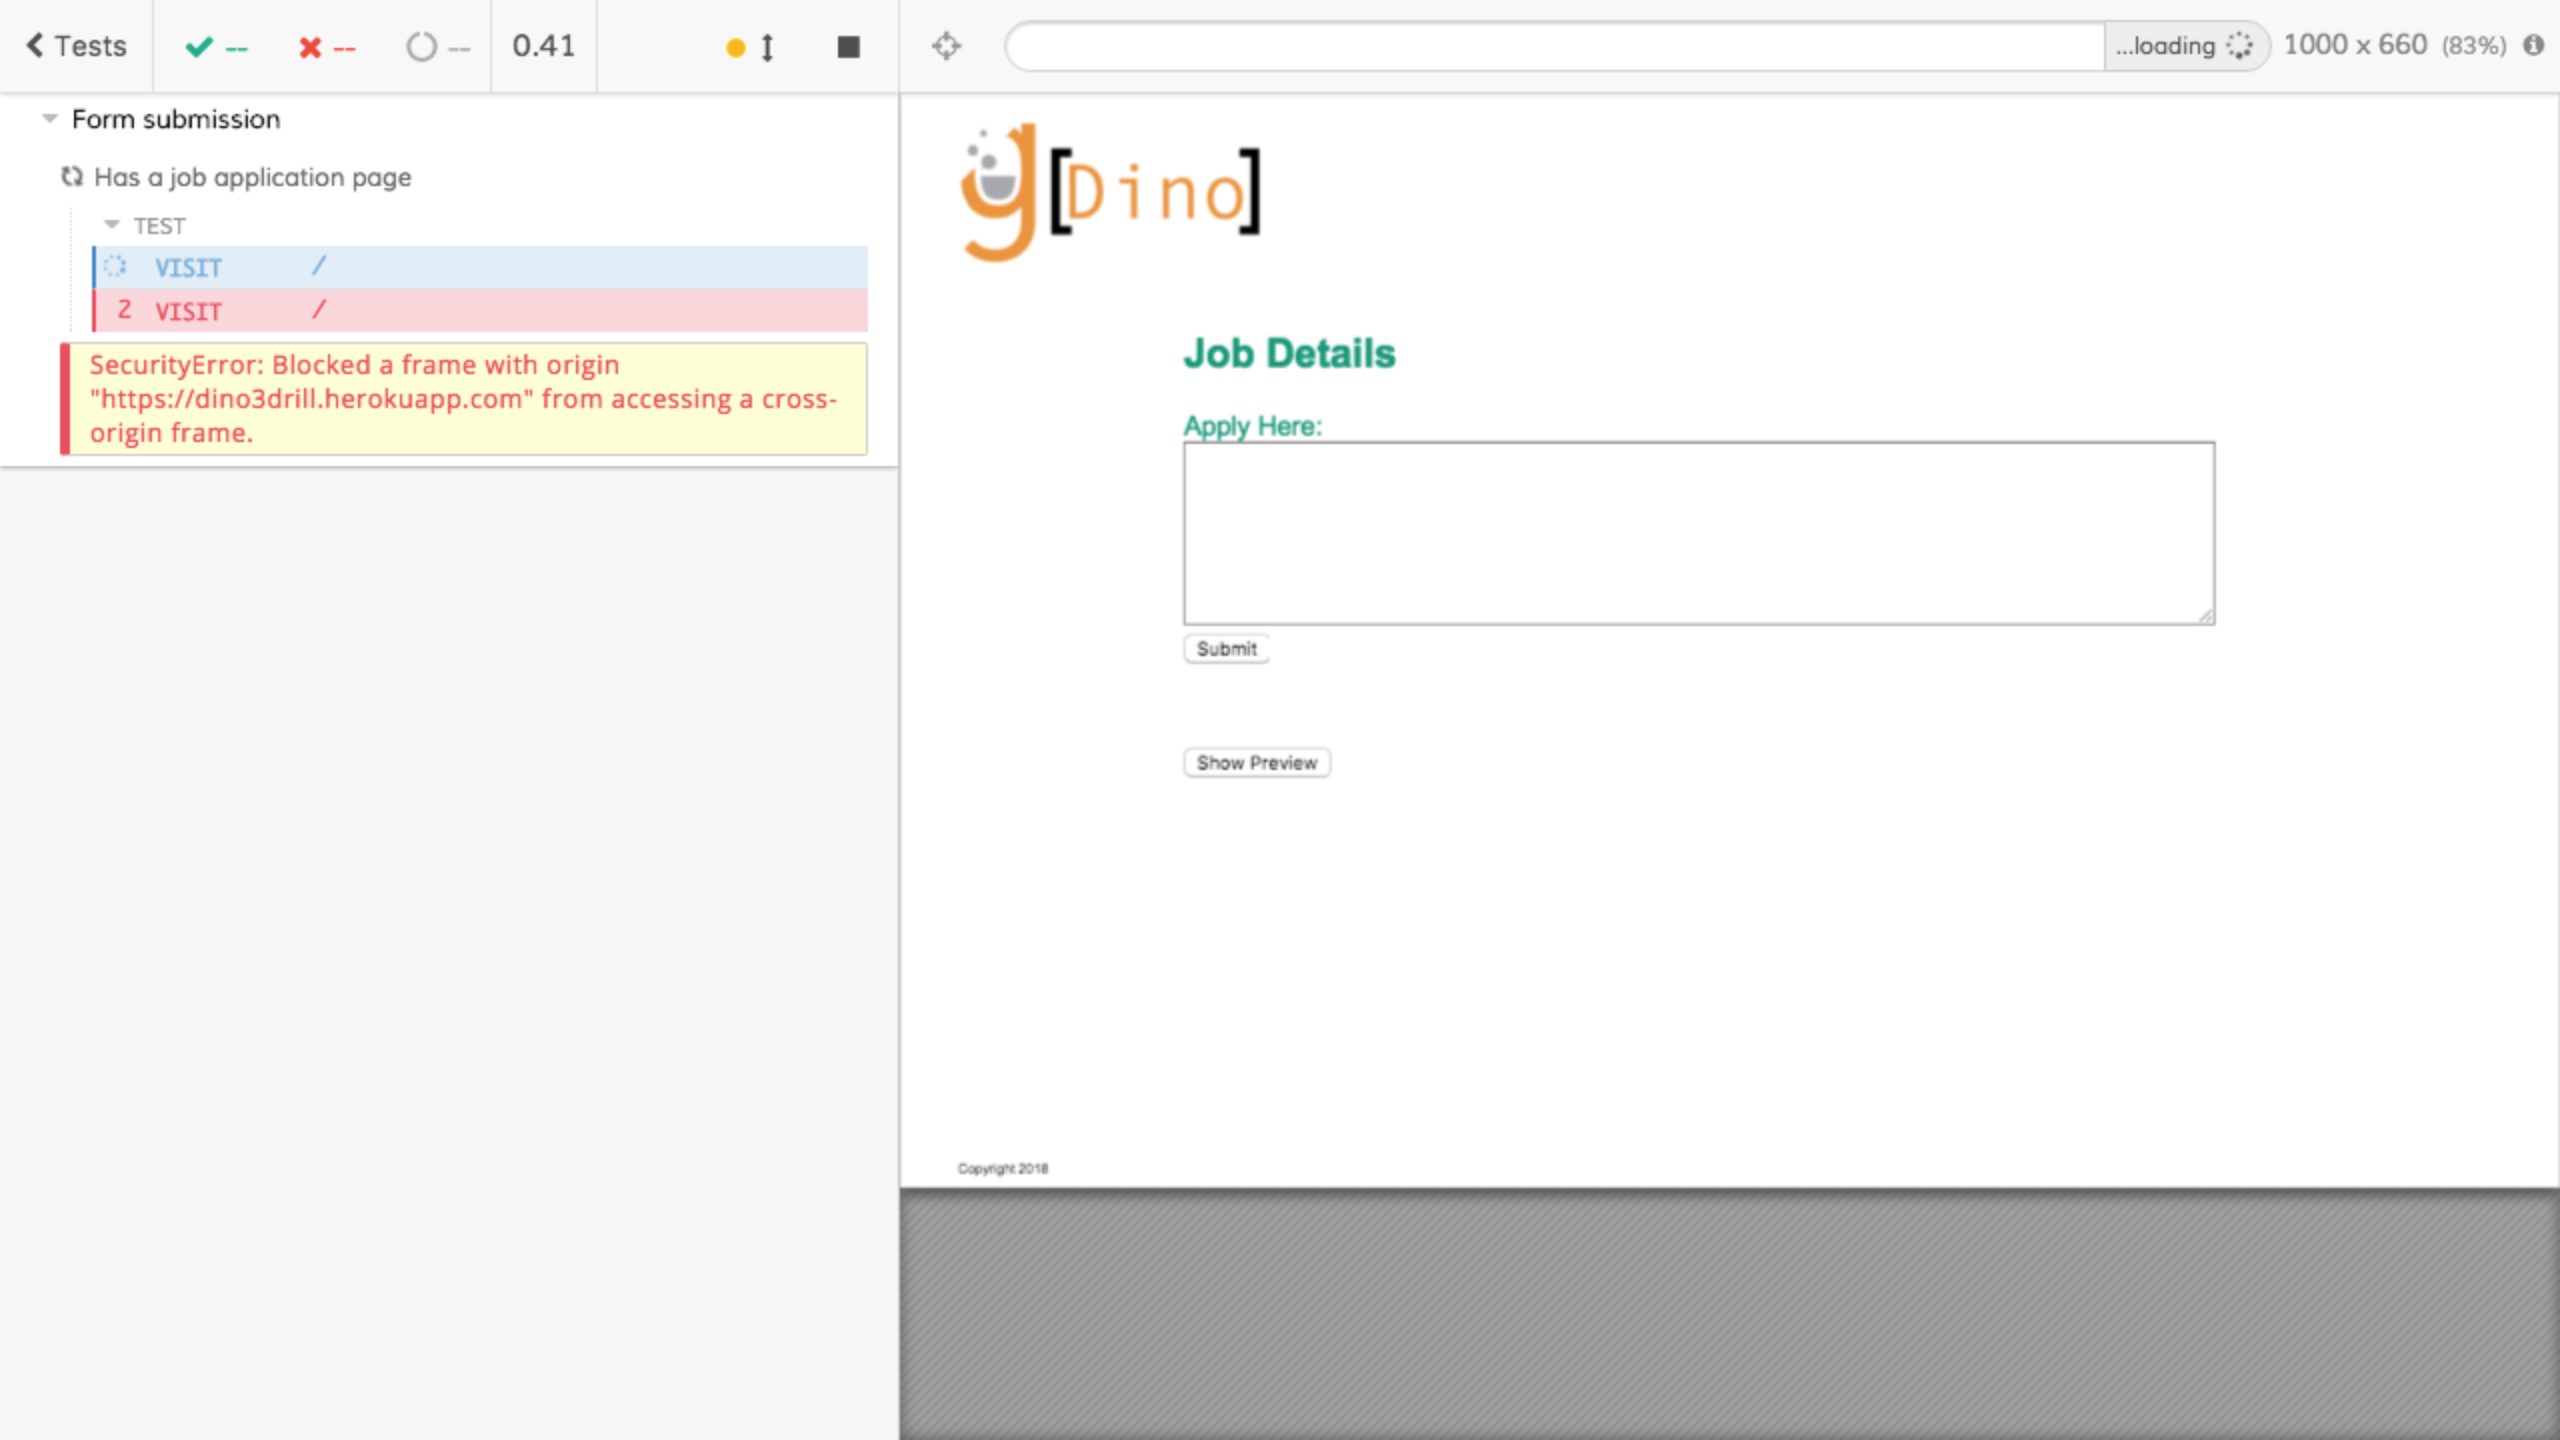 Tests -- -- -- 0.41 ...loading 1000 x 660 (83%)
Form submission
Has a job application page
TEST
VISIT /
2 VISIT /
SecurityError: Blocked a frame with origin
"https://dino3drill.herokuapp.com" from accessing a cross-
origin frame.
g[Dino]
Job Details
Apply Here:
Submit
Show Preview
Copyright 2018